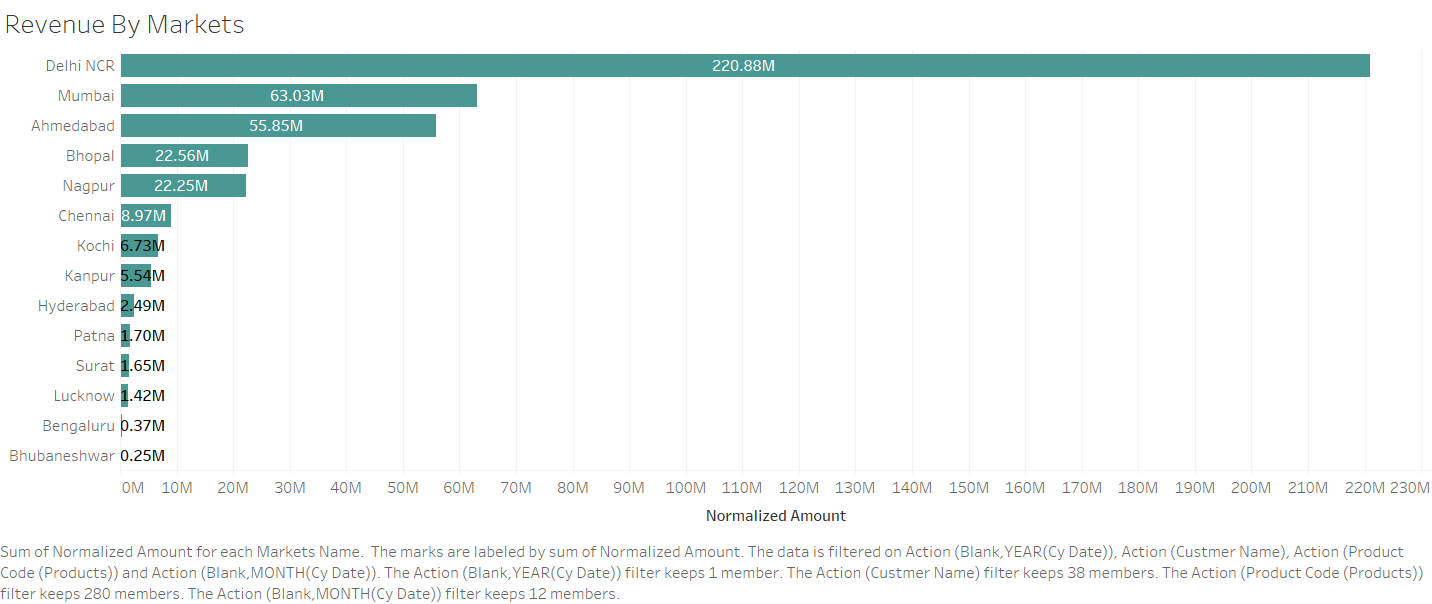 Revenue By Markets
Delhi NCR 220.88M
Mumbai 63.03M
Ahmedabad 55.85M
Bhopal 22.56M
Nagpur 22.25M
Chennai 8.97M
Kochi 6.73M
Kanpur 5.54M
Hyderabad 2.49M
Patna 1.70M
Surat 1.65M
Lucknow 1.42M
Bengaluru 0.37M
Bhubaneshwar 0.25M
0M 10M 20M 30M 40M 50M 60M 70M 80M 90M 100M 110M 120M 130M 140M 150M 160M 170M 180M 190M 200M 210M 220M 230M
Normalized Amount
Sum of Normalized Amount for each Markets Name.  The marks are labeled by sum of Normalized Amount. The data is filtered on Action (Blank,YEAR(Cy Date)), Action (Custmer Name), Action (Product
Code (Products)) and Action (Blank,MONTH(Cy Date)). The Action (Blank,YEAR(Cy Date)) filter keeps 1 member. The Action (Custmer Name) filter keeps 38 members. The Action (Product Code (Products))
filter keeps 280 members. The Action (Blank,MONTH(Cy Date)) filter keeps 12 members.